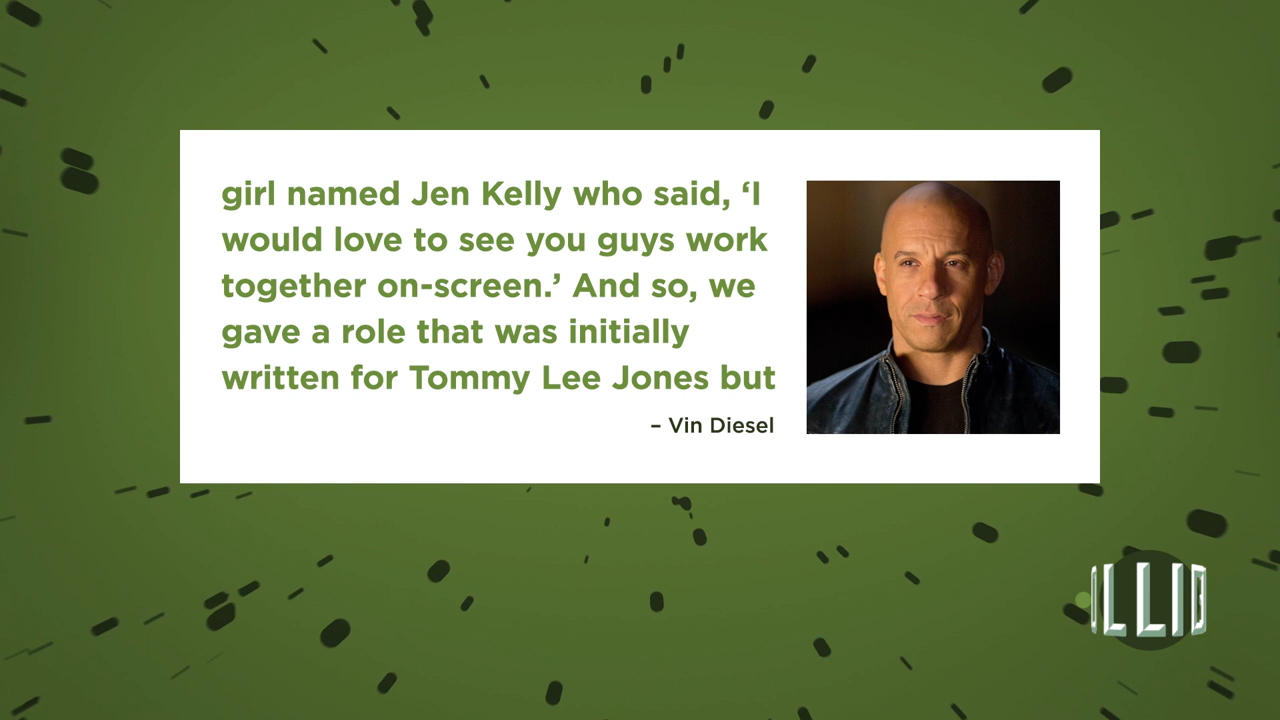 girl named Jen Kelly who said, ‘I
would love to see you guys work
together on-screen.’ And so, we
gave a role that was initially
written for Tommy Lee Jones but
– Vin Diesel